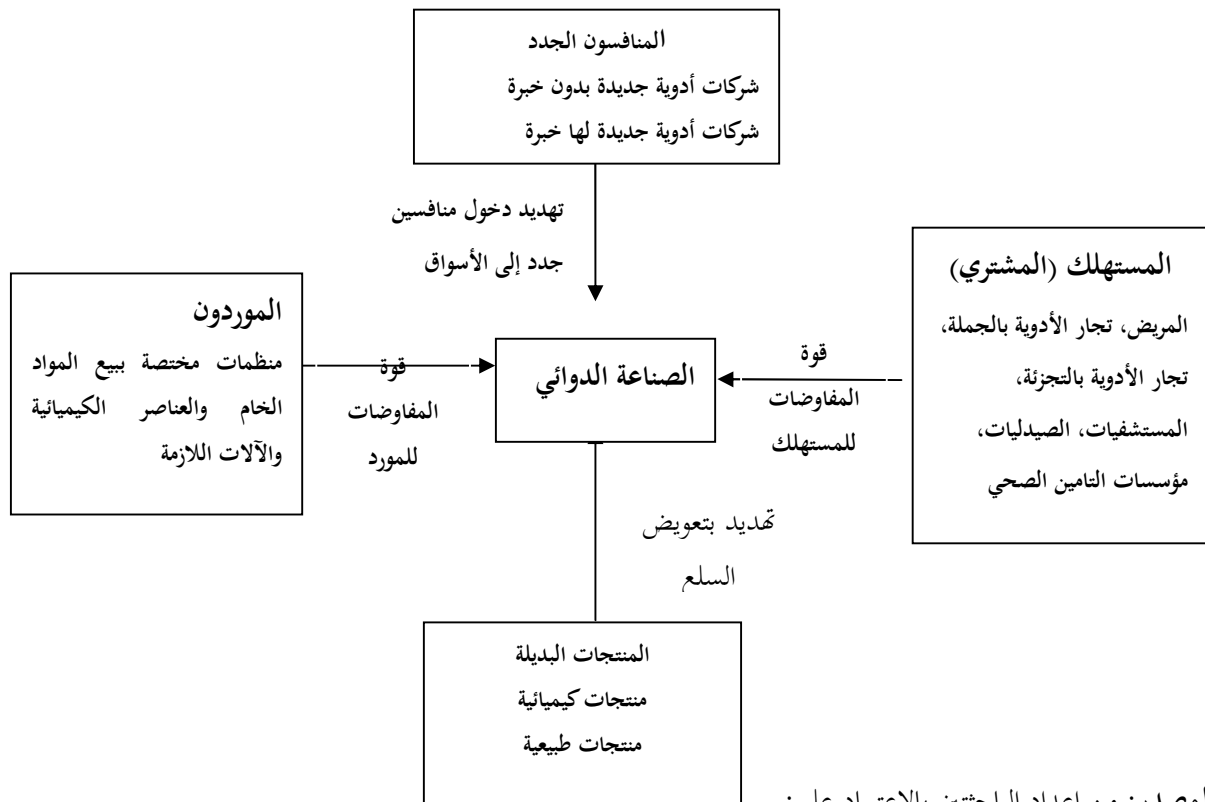 المنافسون الجدد
شركات أدوية جديدة بدون خبرة
شركات أدوية جديدة لها خبرة
تهديد دخول منافسين
جدد إلى الأسواق
المستهلك (المشتري)
المريض، تجار الأدوية بالجملة،
تجار الأدوية بالتجزئة،
المستشفيات، الصيدليات،
مؤسسات التامين الصحي
قوة
المفاوضات
للمستهلك
الصناعة الدوائي
قوة
المفاوضات
للمورد
الموردون
منظمات مختصة ببيع المواد
الخام والعناصر الكيميائية
والآلات اللازمة
تهديد بتعويض
السلع
المنتجات البديلة
منتجات كيميائية
منتجات طبيعية